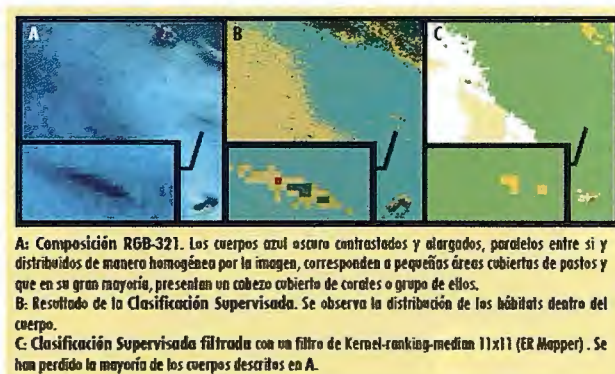 A
B
C
A: Composición RGB-321. Los cuerpos azul oscuro contrastados y alargados, paralelos entre si y
distribuidos de manera homogénea por la imagen, corresponden a pequeñas áreas cubiertas de pastos y
que en su gran mayoría, presentan un cabezo cubierto de corales o grupo de ellos.
B: Resultado de la Clasificación Supervisada. Se observa la distribución de los hábitats dentro del
cuerpo.
C: Clasificación Supervisada filtrada con un filtro de Kernel-ranking-median 11x11 (ER Mapper) . Se
han perdido la mayoría de los cuerpos descritos en A.